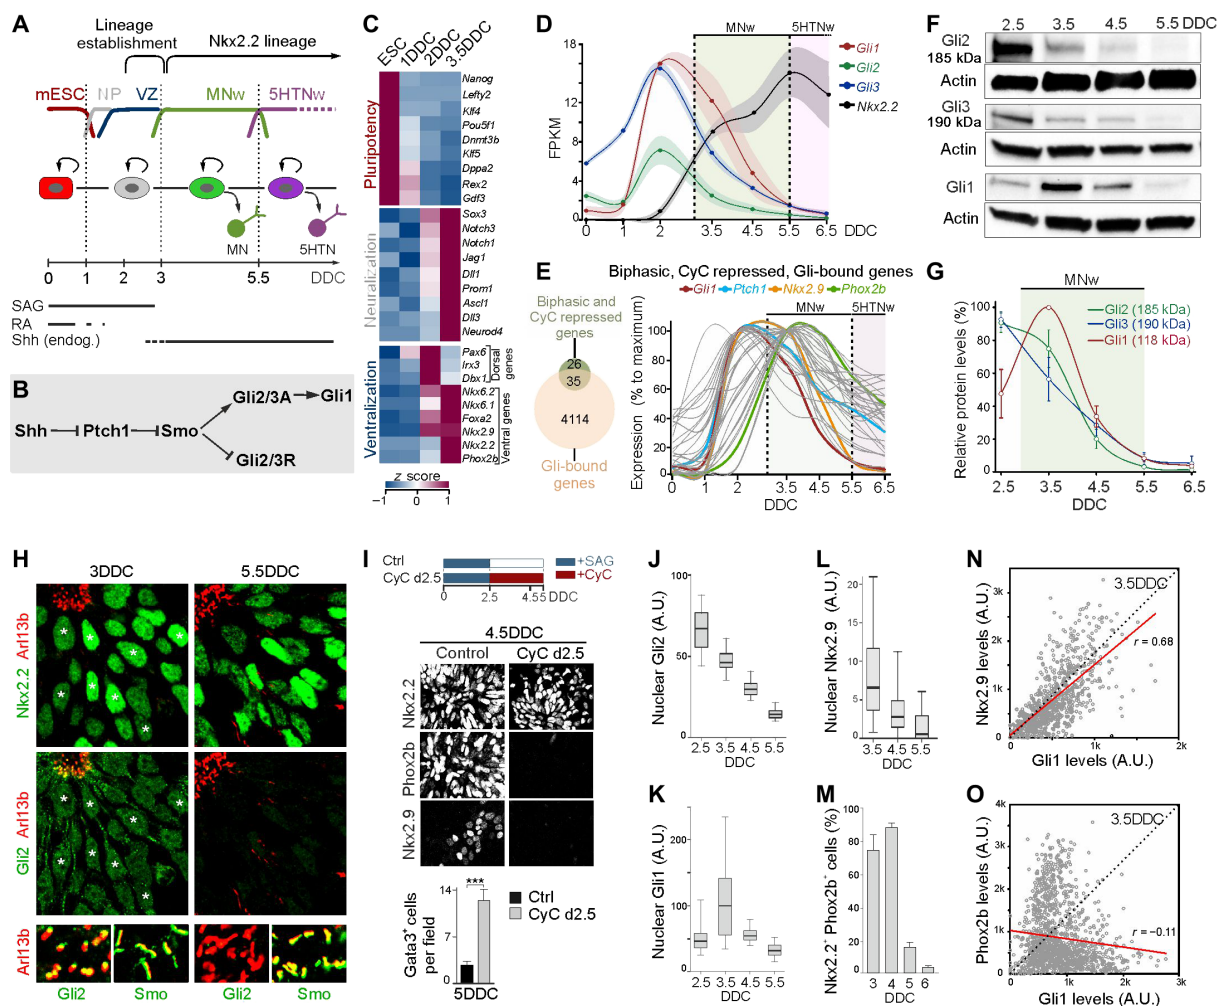 A
Lineage
establishment
Nkx2.2 lineage
mESC
NP
VZ
MNw
5HTNw
MN
5HTN
0 1 2 3 5.5 DDC
SAG
RA
Shh (endog.)
B
Shh Ptch1 Smo Gli2/3A Gli1
Gli2/3R
C
ESC
1DDC
2DDC
3.5DDC
Pluripotency
Nanog
Lefty2
Klf4
Pou5f1
Dnmt3b
Klf5
Dppa2
Rex2
Gdf3
Neuralization
Sox3
Notch3
Notch1
Jag1
Dll1
Prom1
Ascl1
Dll3
Neurod4
Ventralization
Pax6
Irx3
Dbx1
Dorsal
genes
Nkx6.2
Nkx6.1
Foxa2
Nkx2.9
Nkx2.2
Phox2b
Ventral genes
z score
−1 0 1
D
MNw
5HTNw
FPKM
18
12
8
4
0
0 1 2 3.5 4.5 5.5 6.5
DDC
Gli1
Gli2
Gli3
Nkx2.2
E
Biphasic, CyC repressed, Gli-bound genes
Gli1 Ptch1 Nkx2.9 Phox2b
Biphasic and
CyC repressed
genes
26
35
4114
Gli-bound
genes
MNw
5HTNw
Expression (% to maximum)
100
80
60
40
20
0
0 1 2 3.5 4.5 5.5 6.5
DDC
F
2.5 3.5 4.5 5.5 DDC
Gli2
185 kDa
Actin
Gli3
190 kDa
Actin
Gli1
Actin
G
MNw
Relative protein levels (%)
100
80
60
40
20
0
Gli2 (185 kDa)
Gli3 (190 kDa)
Gli1 (118 kDa)
2.5 3.5 4.5 5.5 6.5
DDC
H
3DDC
5.5DDC
Nkx2.2 Arl13b
* * * * * * * *
Gli2 Arl13b
* * * * * * * *
Arl13b
Gli2
Smo
Gli2
Smo
I
Ctrl
CyC d2.5
+SAG
+CyC
0 2.5 4.55 DDC
4.5DDC
Control
CyC d2.5
Nkx2.2
Phox2b
Nkx2.9
Gata3+ cells
per field
14
7
0
***
Ctrl
CyC d2.5
5DDC
J
Nuclear Gli2 (A.U.)
100
50
0
2.5 3.5 4.5 5.5
DDC
K
Nuclear Gli1 (A.U.)
200
100
0
2.5 3.5 4.5 5.5
DDC
L
Nuclear Nkx2.9 (A.U.)
20
15
10
5
0
3.5 4.5 5.5
DDC
M
Nkx2.2+ Phox2b+ cells (%)
100
80
60
40
20
0
3 4 5 6
DDC
N
3.5DDC
Nkx2.9 levels (A.U.)
3k
2k
1k
0
r = 0.68
0 1k 2k
Gli1 levels (A.U.)
O
3.5DDC
Phox2b levels (A.U.)
4k
3k
2k
1k
0
r = −0.11
0 1k 2k 3k
Gli1 levels (A.U.)